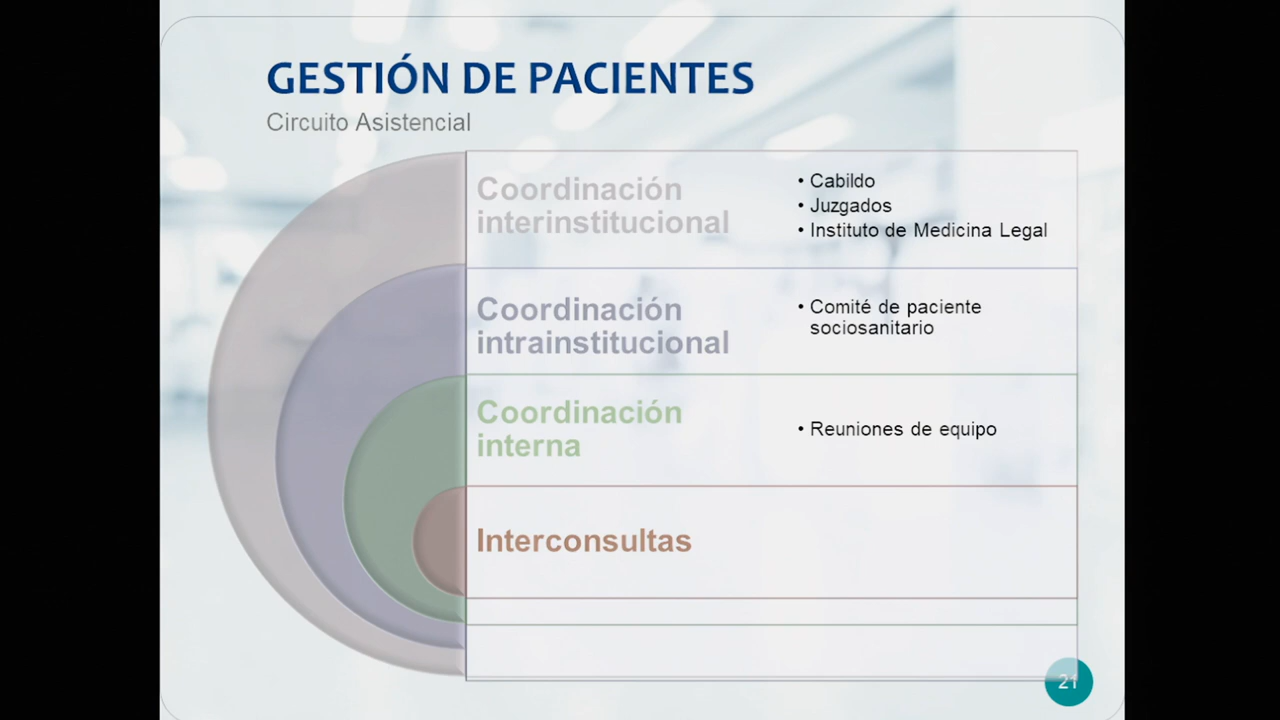 GESTIÓN DE PACIENTES
Circuito Asistencial
Coordinación
interinstitucional
• Cabildo
• Juzgados
• Instituto de Medicina Legal
Coordinación
intrainstitucional
• Comité de paciente
sociosanitario
Coordinación
interna
• Reuniones de equipo
Interconsultas
21